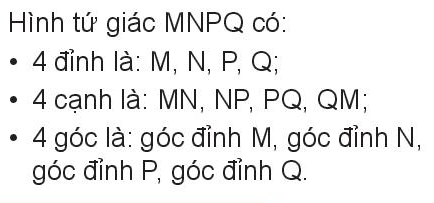 Hình tứ giác MNPQ có:
• 4 đỉnh là: M, N, P, Q;
• 4 cạnh là: MN, NP, PQ, QM;
• 4 góc là: góc đỉnh M, góc đỉnh N,
góc đỉnh P, góc đỉnh Q.